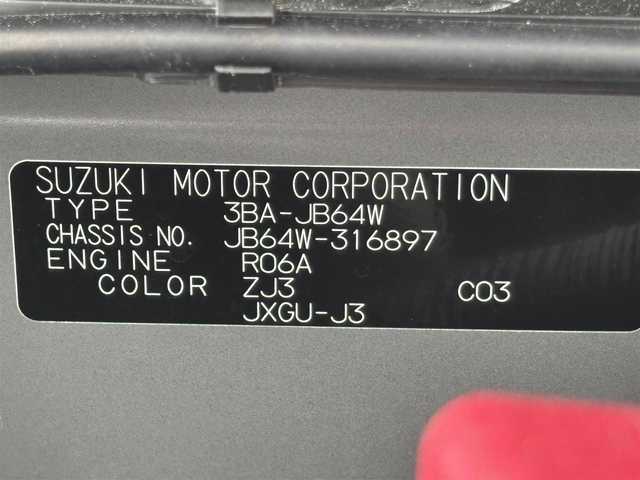 SUZUKI MOTOR CORPORATION
TYPE 3BA-JB64W
CHASSIS NO. JB64W-316897
ENGINE R06A
COLOR ZJ3 C03
JXGU-J3